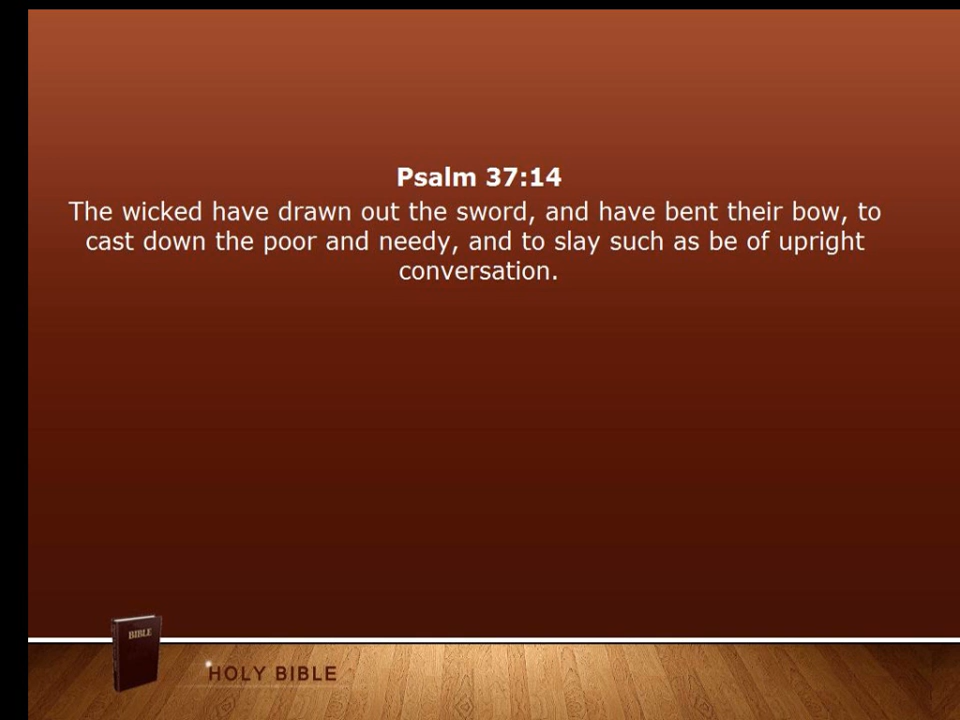 Psalm 37:14
The wicked have drawn out the sword, and have bent their bow, to
cast down the poor and needy, and to slay such as be of upright
conversation.
BIBLE
HOLY BIBLE